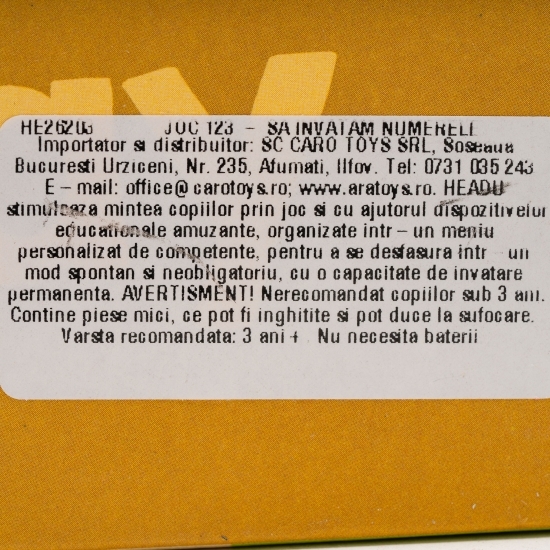 HE26203 JOC 123 - SA INVATAM NUMERELE
Importator si distribuitor: SC CARO TOYS SRL, Soseaua
Bucuresti Urziceni, Nr. 235, Afumati, Ilfov. Tel: 0731 035 243
E - mail: office@carotoys.ro; www.aratoys.ro. HEADU
stimuleaza mintea copiilor prin joc si cu ajutorul dispozitivelor
educationale amuzante, organizate intr - un meniu
personalizat de competente, pentru a se desfasura intr un
mod spontan si neobligatoriu, cu o capacitate de invatare
permanenta. AVERTISMENT! Nerecomandat copiilor sub 3 ani.
Contine piese mici, ce pot fi inghitite si pot duce la sufocare.
Varsta recomandata: 3 ani+. Nu necesita baterii